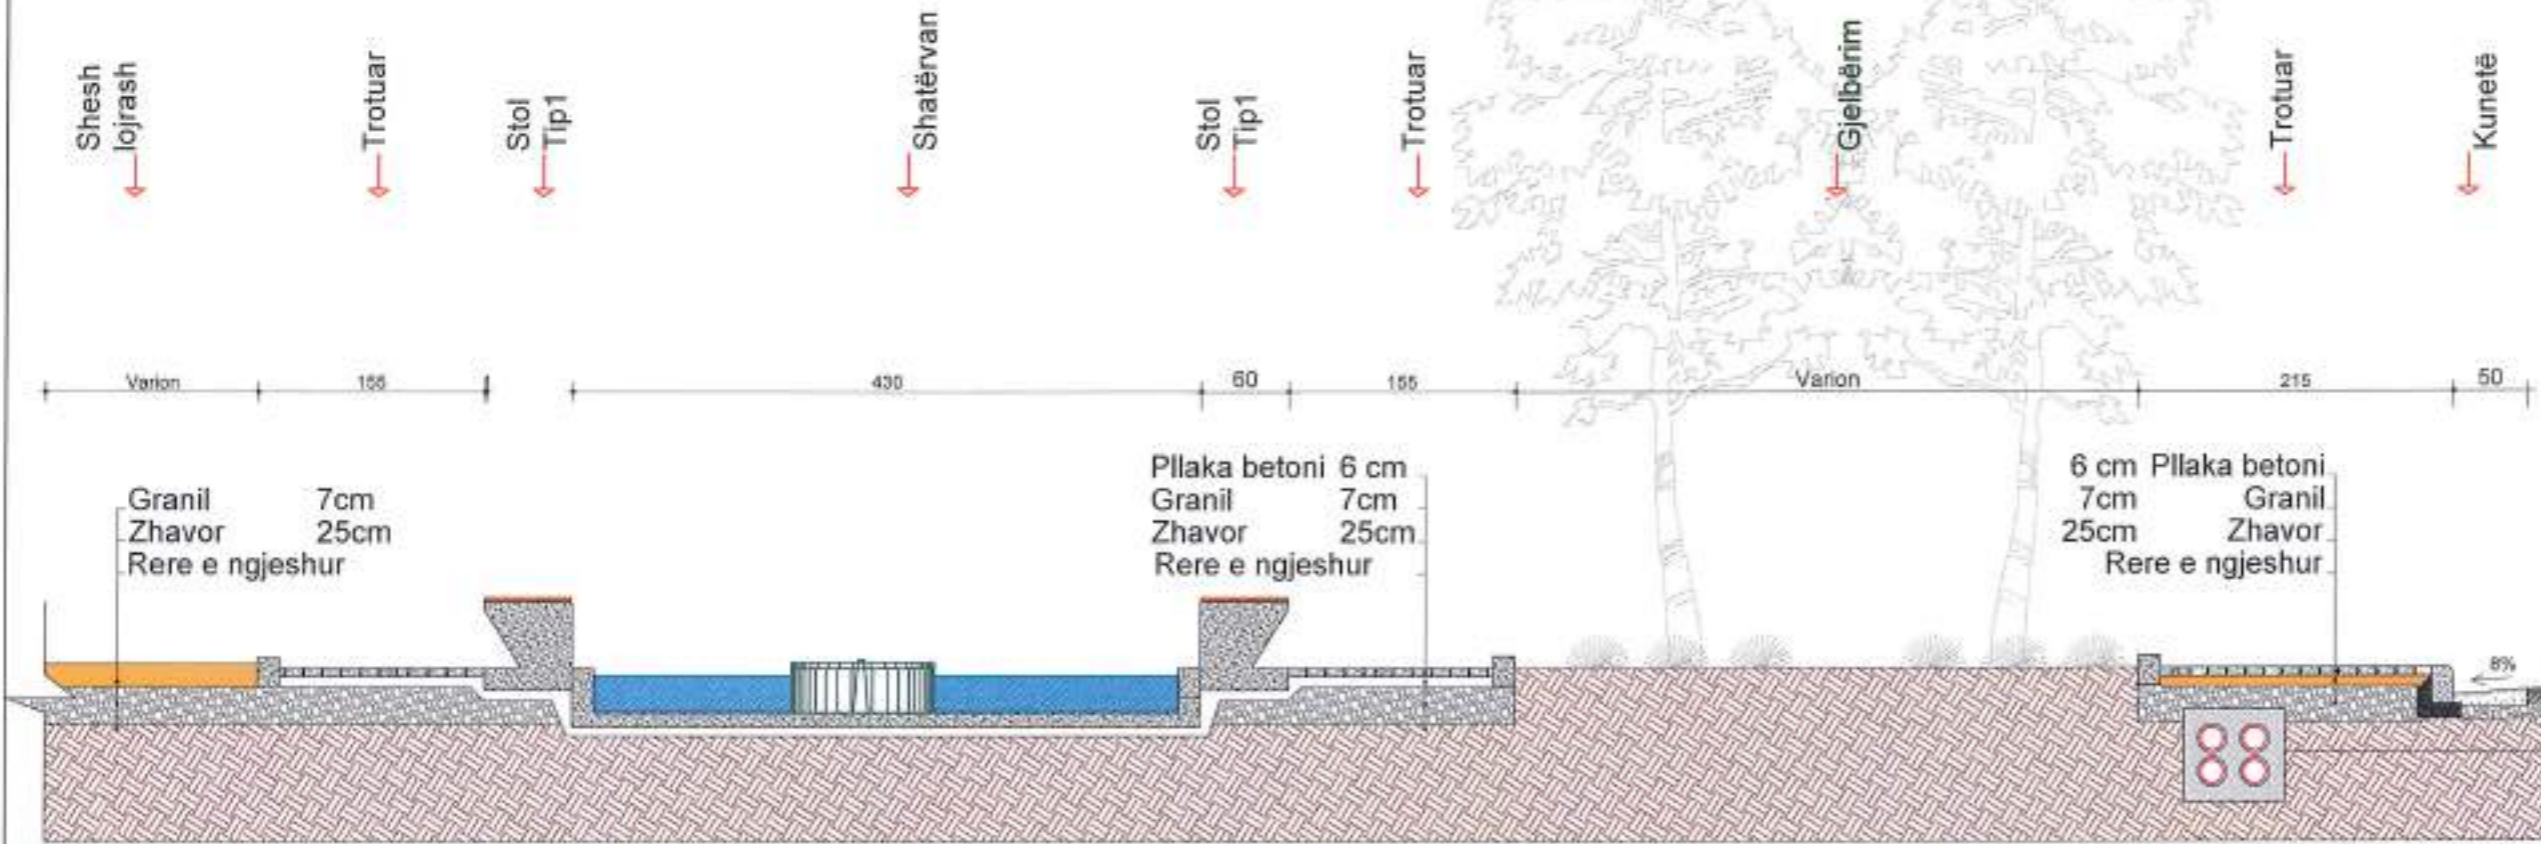 Shesh
lojrash
Trotuar
Stol
Tip1
Shatërvan
Stol
Tip1
Trotuar
Gjelbërim
Trotuar
Kunetë
Varion 155 430 60 155 Varion 215 50
Granil 7cm
Zhavor 25cm
Rere e ngjeshur
Pllaka betoni 6 cm
Granil 7cm
Zhavor 25cm
Rere e ngjeshur
6 cm Pllaka betoni
7cm Granil
25cm Zhavor
Rere e ngjeshur
8%